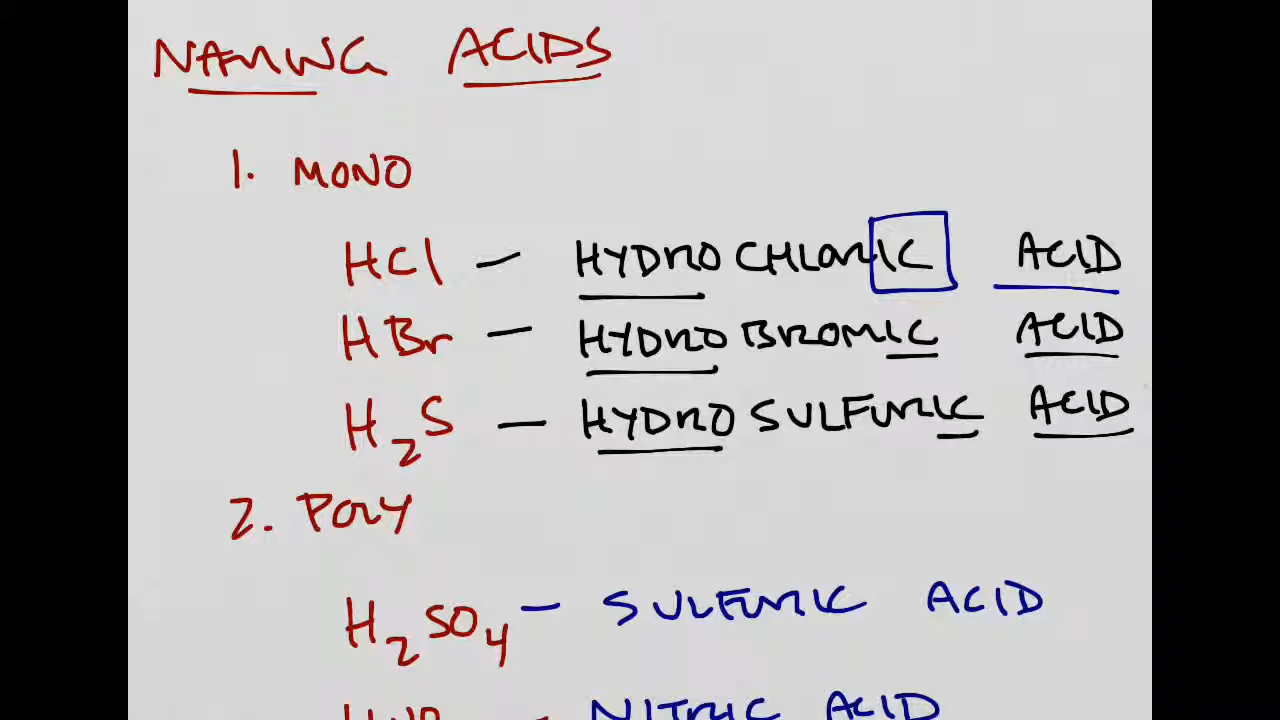 NAMING ACIDS
1. MONO
HCl — HYDROCHLORIC ACID
HBr — HYDROBROMIC ACID
H₂S — HYDROSULFURIC ACID
2. POLY
H₂SO₄ — SULFURIC ACID
— NITRIC ACID